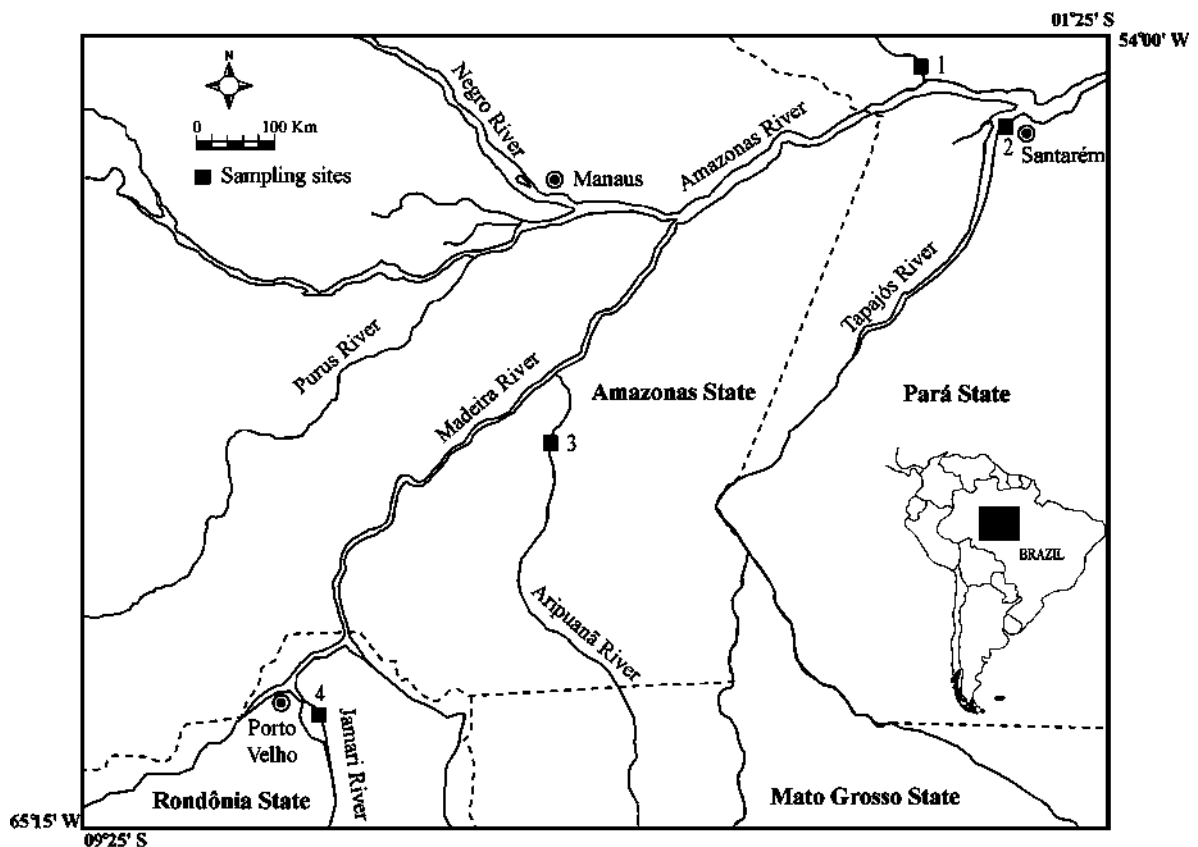 01°25' S
54°00' W
N
0 100 Km
Sampling sites
Negro River
Manaus
Amazonas River
1
2
Santarém
Tapajós River
Purus River
Madeira River
Amazonas State
Pará State
3
BRAZIL
Aripuanã River
4
Porto
Velho
Jamari River
Rondônia State
Mato Grosso State
65°15' W
09°25' S